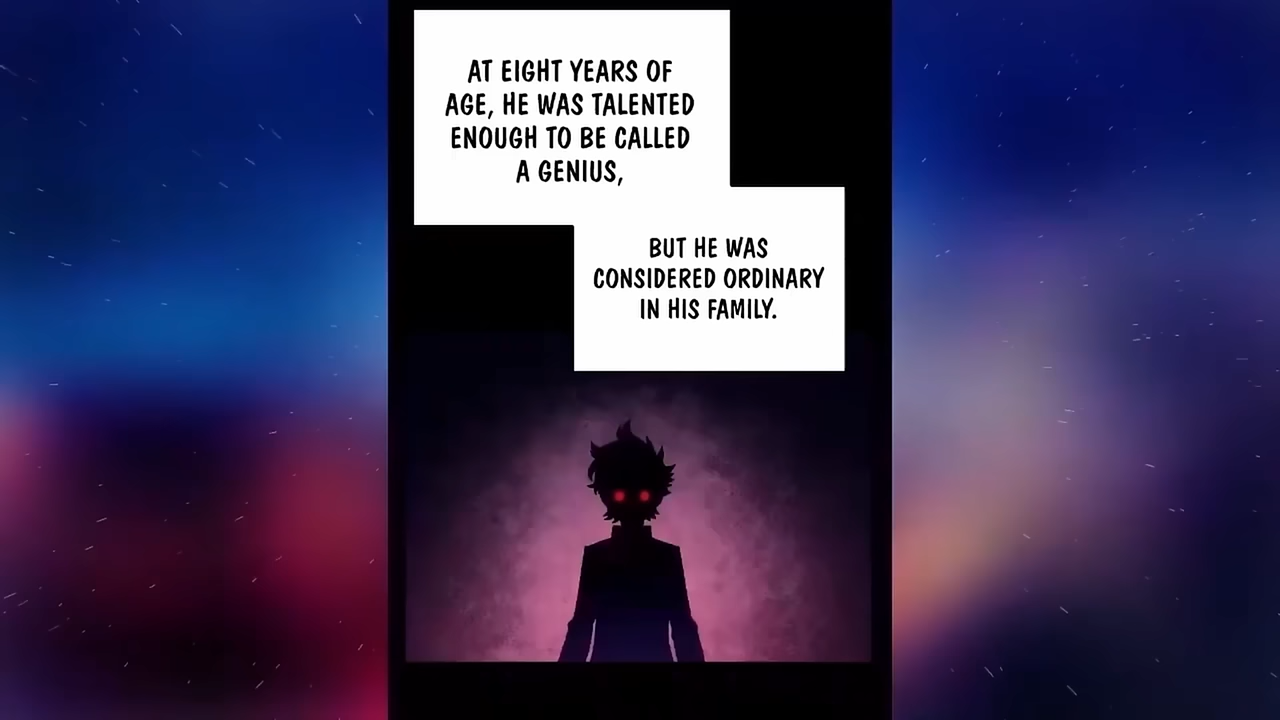 AT EIGHT YEARS OF
AGE, HE WAS TALENTED
ENOUGH TO BE CALLED
A GENIUS,
BUT HE WAS
CONSIDERED ORDINARY
IN HIS FAMILY.